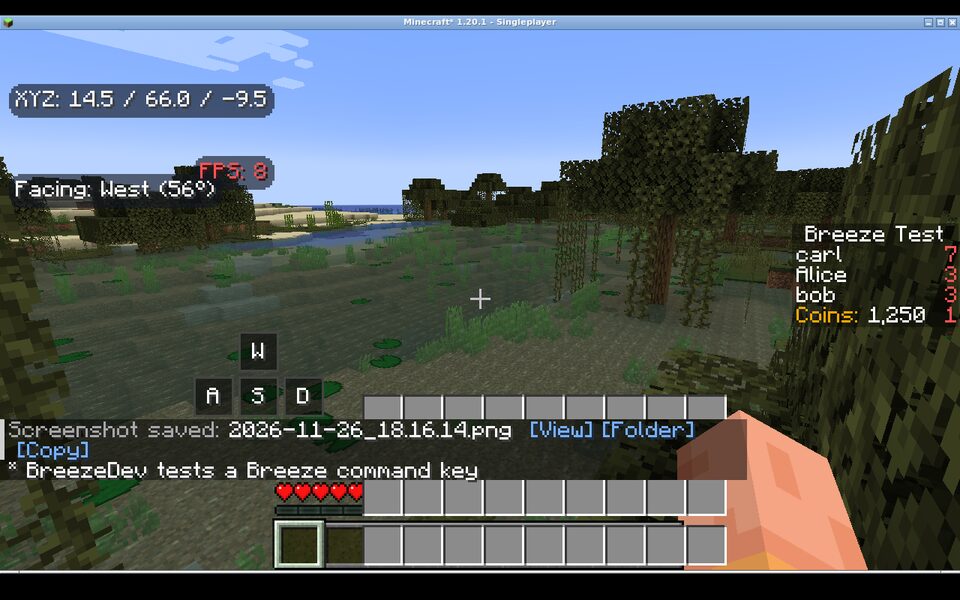 Minecraft* 1.20.1 - Singleplayer
XYZ: 14.5 / 66.0 / -9.5
FPS: 8
Facing: West (56°)
Breeze Test
carl 7
Alice 3
bob 3
Coins: 1,250 1
W
A S D
Screenshot saved: 2026-11-26_18.16.14.png [View] [Folder]
[Copy]
* BreezeDev tests a Breeze command key